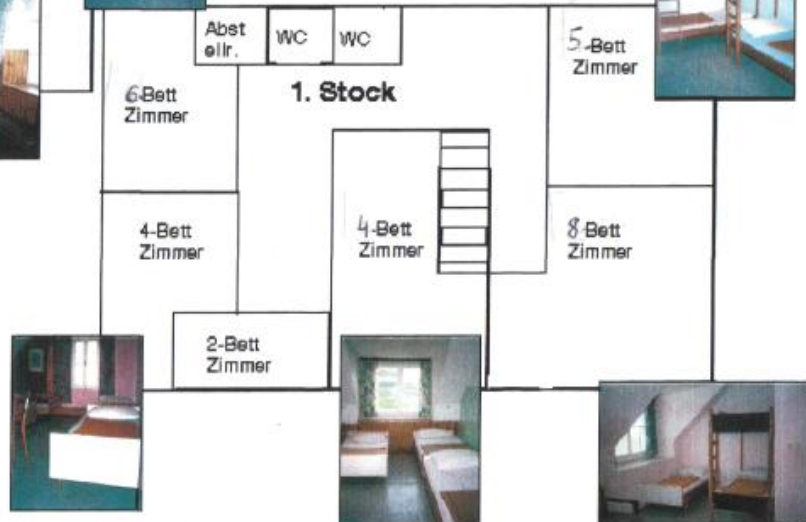 Abst
ellr.
WC
WC
5-Bett
Zimmer
6-Bett
Zimmer
1. Stock
4-Bett
Zimmer
4-Bett
Zimmer
8-Bett
Zimmer
2-Bett
Zimmer